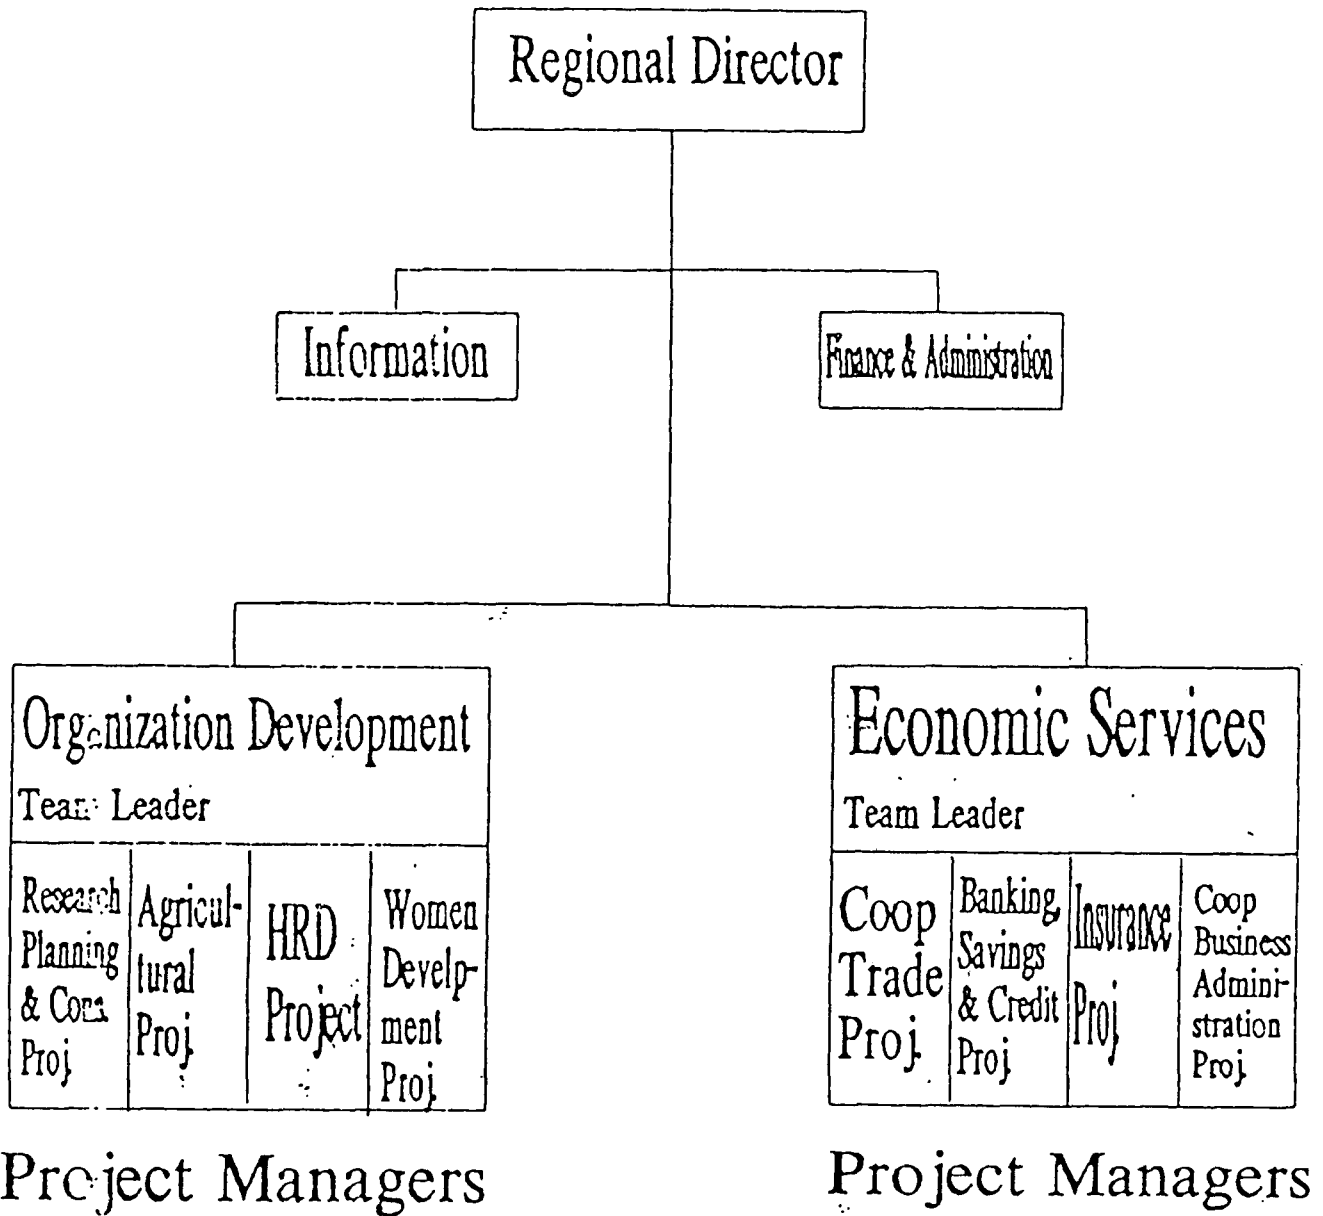 Regional Director
Information
Finance & Administration
Organization Development
Team Leader
Research
Planning
& Cons.
Proj.
Agricul-
tural
Proj.
HRD
Project
Women
Develp-
ment
Proj.
Project Managers
Economic Services
Team Leader
Coop
Trade
Proj.
Banking,
Savings
& Credit
Proj.
Insurance
Proj.
Coop
Business
Admini-
stration
Proj.
Project Managers